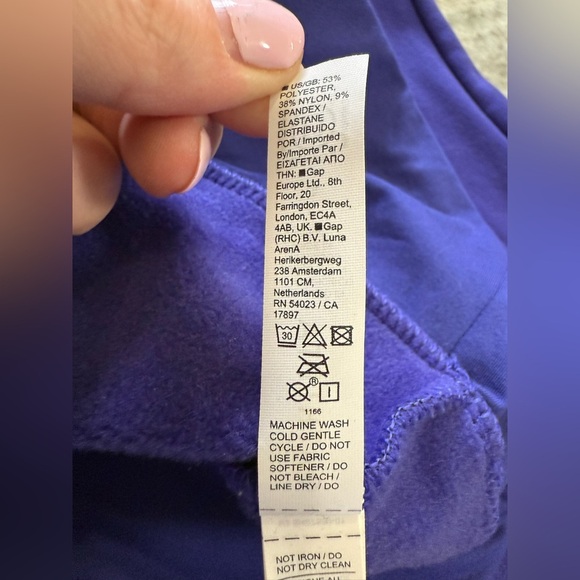 ■ US/GB: 53%
POLYESTER,
38% NYLON, 9%
SPANDEX /
ELASTANE
DISTRIBUIDO
POR / Imported
By/Importe Par /
ΕΙΣΑΓΕΤΑΙ ΑΠΟ
ΤΗΝ: ■ Gap
Europe Ltd., 8th
Floor, 20
Farringdon Street,
London, EC4A
4AB, UK. ■ Gap
(RHC) B.V. Luna
ArenA
Herikerbergweg
238 Amsterdam
1101 CM,
Netherlands
RN 54023 / CA
17897
30
®
1166
MACHINE WASH
COLD GENTLE
CYCLE / DO NOT
USE FABRIC
SOFTENER / DO
NOT BLEACH /
LINE DRY / DO
NOT IRON / DO
NOT DRY CLEAN